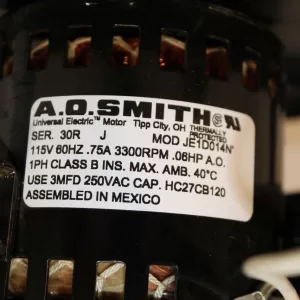 A.O.SMITH
Universal Electric™ Motor Tipp City, OH THERMALLY PROTECTED
SER. 30R J MOD JE1D014N
115V 60HZ .75A 3300RPM .06HP A.O.
1PH CLASS B INS. MAX. AMB. 40°C
USE 3MFD 250VAC CAP. HC27CB120
ASSEMBLED IN MEXICO